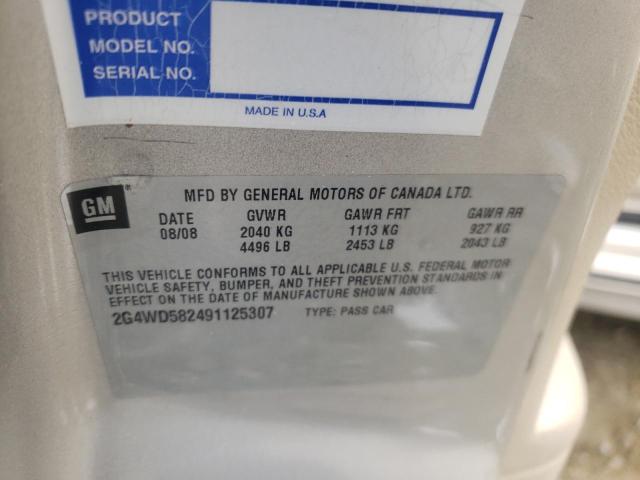 PRODUCT
MODEL NO.
SERIAL NO.
MADE IN U.S.A
GM
MFD BY GENERAL MOTORS OF CANADA LTD.
DATE GVWR GAWR FRT GAWR RR
08/08 2040 KG 1113 KG 927 KG
4496 LB 2453 LB 2043 LB
THIS VEHICLE CONFORMS TO ALL APPLICABLE U.S. FEDERAL MOTOR
VEHICLE SAFETY, BUMPER, AND THEFT PREVENTION STANDARDS IN
EFFECT ON THE DATE OF MANUFACTURE SHOWN ABOVE.
2G4WD582491125307 TYPE: PASS CAR